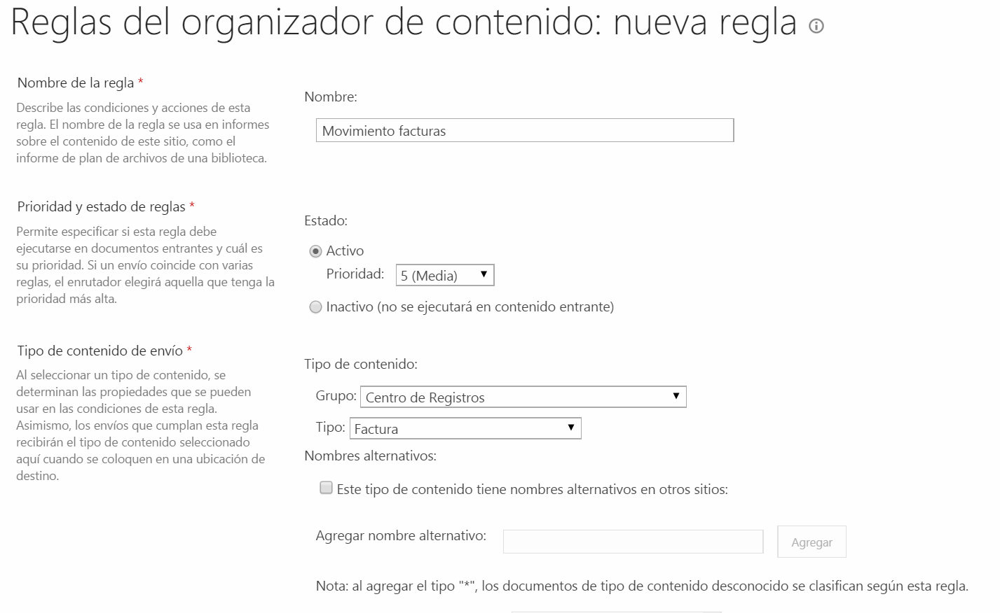 Reglas del organizador de contenido: nueva regla
Nombre de la regla *
Describe las condiciones y acciones de esta
regla. El nombre de la regla se usa en informes
sobre el contenido de este sitio, como el
informe de plan de archivos de una biblioteca.
Nombre:
Movimiento facturas
Prioridad y estado de reglas *
Permite especificar si esta regla debe
ejecutarse en documentos entrantes y cuál es
su prioridad. Si un envío coincide con varias
reglas, el enrutador elegirá aquella que tenga la
prioridad más alta.
Estado:
Activo
Prioridad: 5 (Media)
Inactivo (no se ejecutará en contenido entrante)
Tipo de contenido de envío *
Al seleccionar un tipo de contenido, se
determinan las propiedades que se pueden
usar en las condiciones de esta regla.
Asimismo, los envíos que cumplan esta regla
recibirán el tipo de contenido seleccionado
aquí cuando se coloquen en una ubicación de
destino.
Tipo de contenido:
Grupo: Centro de Registros
Tipo: Factura
Nombres alternativos:
Este tipo de contenido tiene nombres alternativos en otros sitios:
Agregar nombre alternativo:
Agregar
Nota: al agregar el tipo "*", los documentos de tipo de contenido desconocido se clasifican según esta regla.